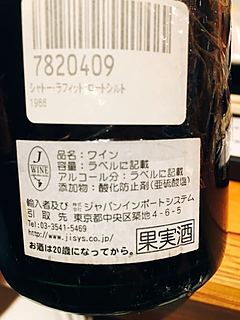 7820409
シャトー・ラフィット ロートシルト
1966
J
WINE
品名：ワイン
容量：ラベルに記載
アルコール分：ラベルに記載
添加物：酸化防止剤(亜硫酸塩)
輸入者及び 株式会社 ジャパンインポートシステム
引取先 東京都中央区築地4-6-5
TEL 03-3541-5469
http://www.jisys.co.jp/
お酒は20歳になってから。
果実酒